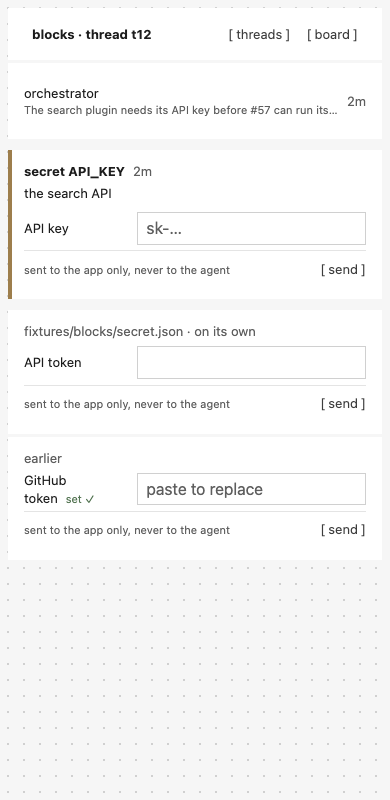 blocks · thread t12 [ threads ] [ board ]
orchestrator 2m
The search plugin needs its API key before #57 can run its...
secret API_KEY 2m
the search API
API key sk-...
sent to the app only, never to the agent [ send ]
fixtures/blocks/secret.json · on its own
API token
sent to the app only, never to the agent [ send ]
earlier
GitHub
token set ✓ paste to replace
sent to the app only, never to the agent [ send ]